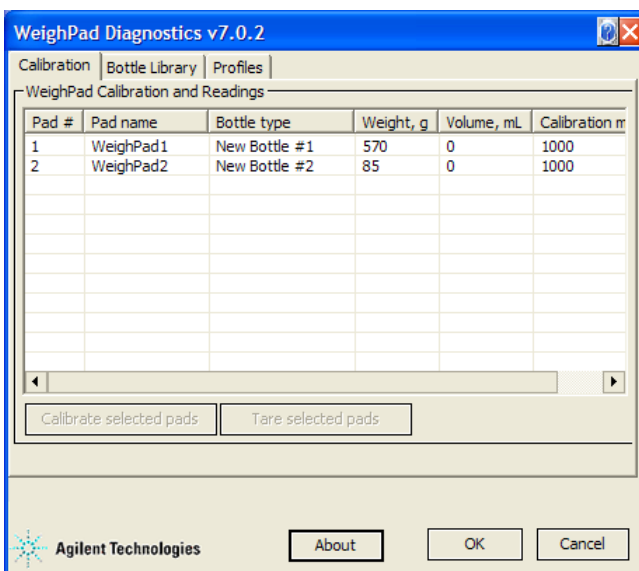 WeighPad Diagnostics v7.0.2
Calibration Bottle Library Profiles
WeighPad Calibration and Readings
Pad # Pad name Bottle type Weight, g Volume, mL Calibration m
1 WeighPad1 New Bottle #1 570 0 1000
2 WeighPad2 New Bottle #2 85 0 1000
Calibrate selected pads Tare selected pads
Agilent Technologies About OK Cancel